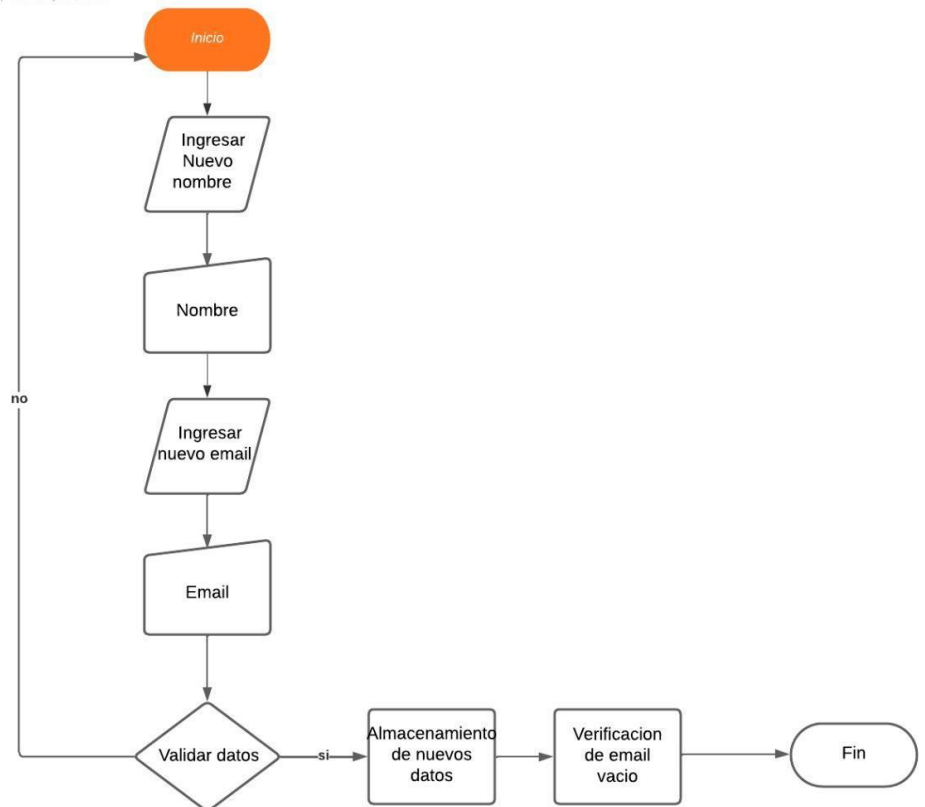 Inicio
Ingresar
Nuevo
nombre
Nombre
no
Ingresar
nuevo email
Email
Validar datos
si
Almacenamiento
de nuevos
datos
Verificacion
de email
vacio
Fin